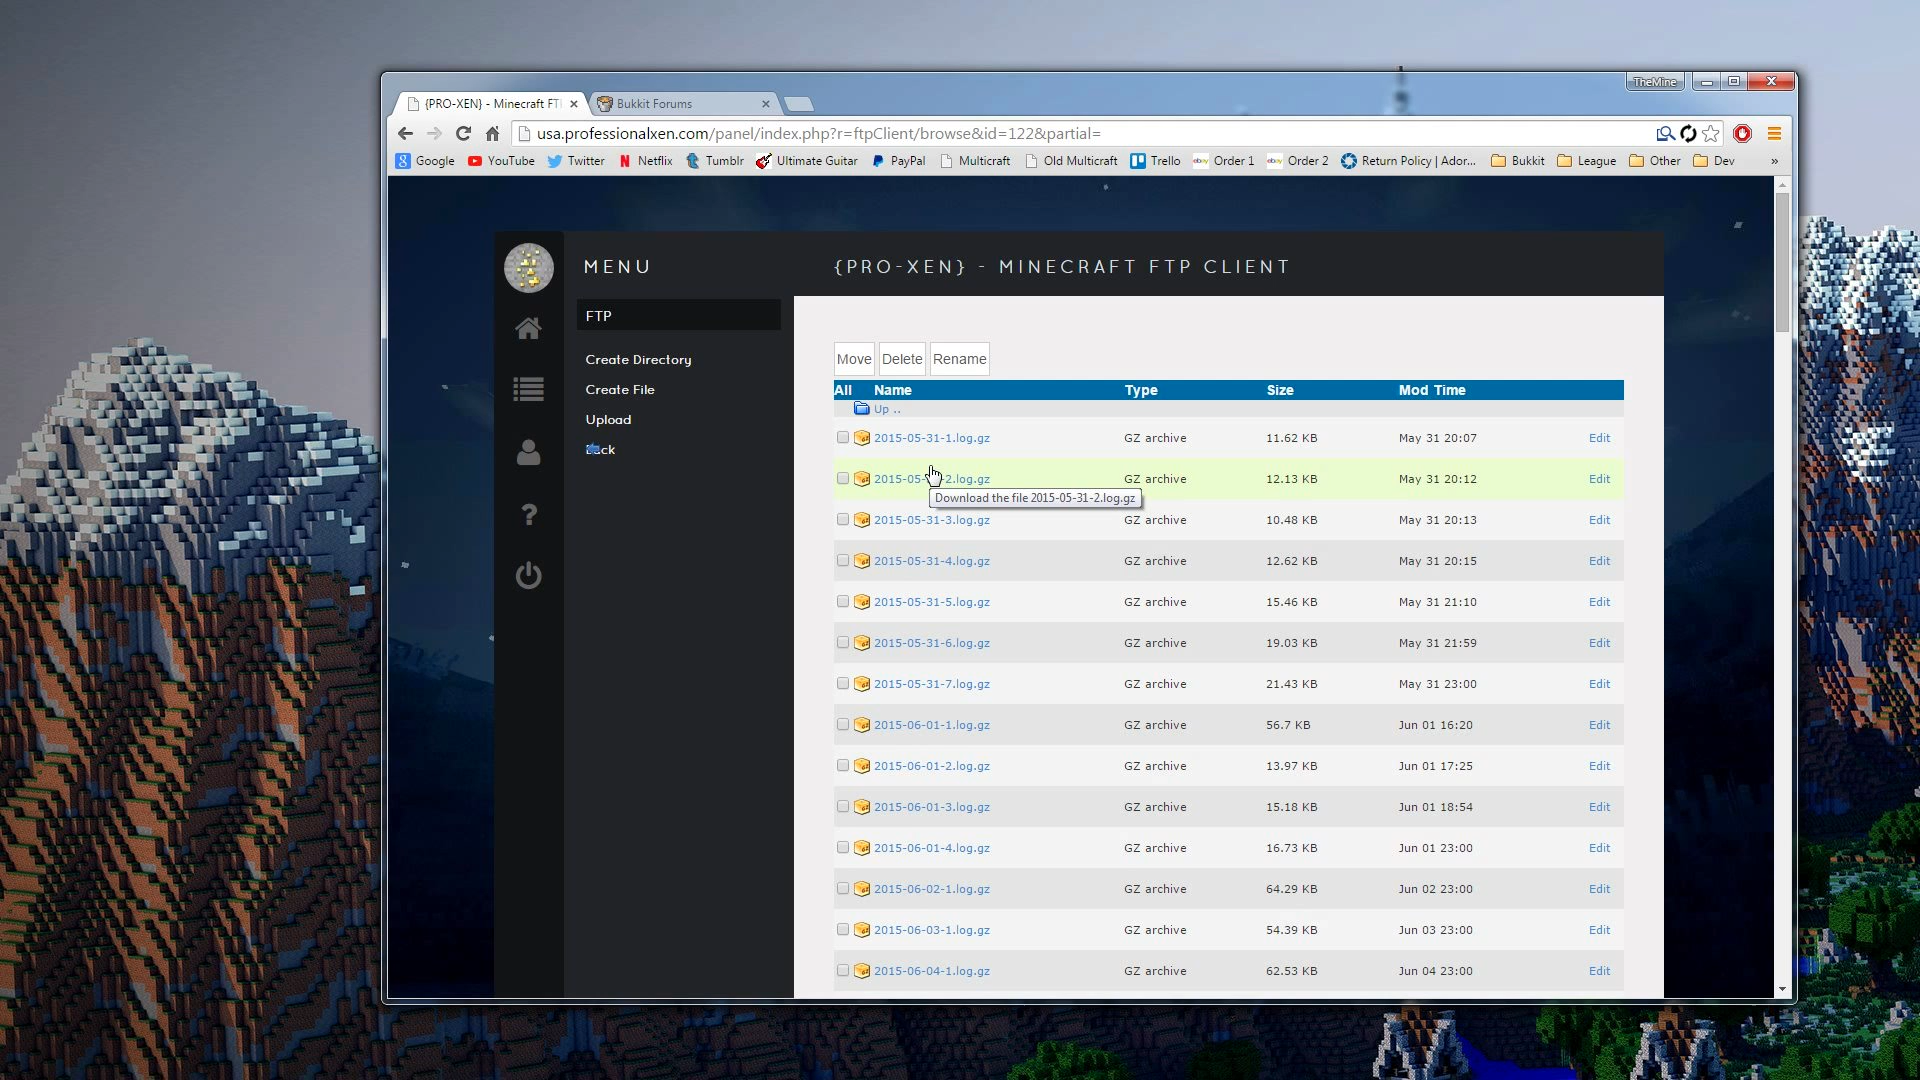 TheMine
{PRO-XEN} - Minecraft FT
Bukkit Forums
usa.professionalxen.com/panel/index.php?r=ftpClient/browse&id=122&partial=
Google YouTube Twitter Netflix Tumblr Ultimate Guitar PayPal Multicraft Old Multicraft Trello Order 1 Order 2 Return Policy | Ador... Bukkit League Other Dev »
MENU
{PRO-XEN} - MINECRAFT FTP CLIENT
FTP
Create Directory
Create File
Upload
Move Delete Rename
All Name Type Size Mod Time
Up ..
2015-05-31-1.log.gz GZ archive 11.62 KB May 31 20:07 Edit
2015-05- -2.log.gz GZ archive 12.13 KB May 31 20:12 Edit
Download the file 2015-05-31-2.log.gz
2015-05-31-3.log.gz GZ archive 10.48 KB May 31 20:13 Edit
2015-05-31-4.log.gz GZ archive 12.62 KB May 31 20:15 Edit
2015-05-31-5.log.gz GZ archive 15.46 KB May 31 21:10 Edit
2015-05-31-6.log.gz GZ archive 19.03 KB May 31 21:59 Edit
2015-05-31-7.log.gz GZ archive 21.43 KB May 31 23:00 Edit
2015-06-01-1.log.gz GZ archive 56.7 KB Jun 01 16:20 Edit
2015-06-01-2.log.gz GZ archive 13.97 KB Jun 01 17:25 Edit
2015-06-01-3.log.gz GZ archive 15.18 KB Jun 01 18:54 Edit
2015-06-01-4.log.gz GZ archive 16.73 KB Jun 01 23:00 Edit
2015-06-02-1.log.gz GZ archive 64.29 KB Jun 02 23:00 Edit
2015-06-03-1.log.gz GZ archive 54.39 KB Jun 03 23:00 Edit
2015-06-04-1.log.gz GZ archive 62.53 KB Jun 04 23:00 Edit